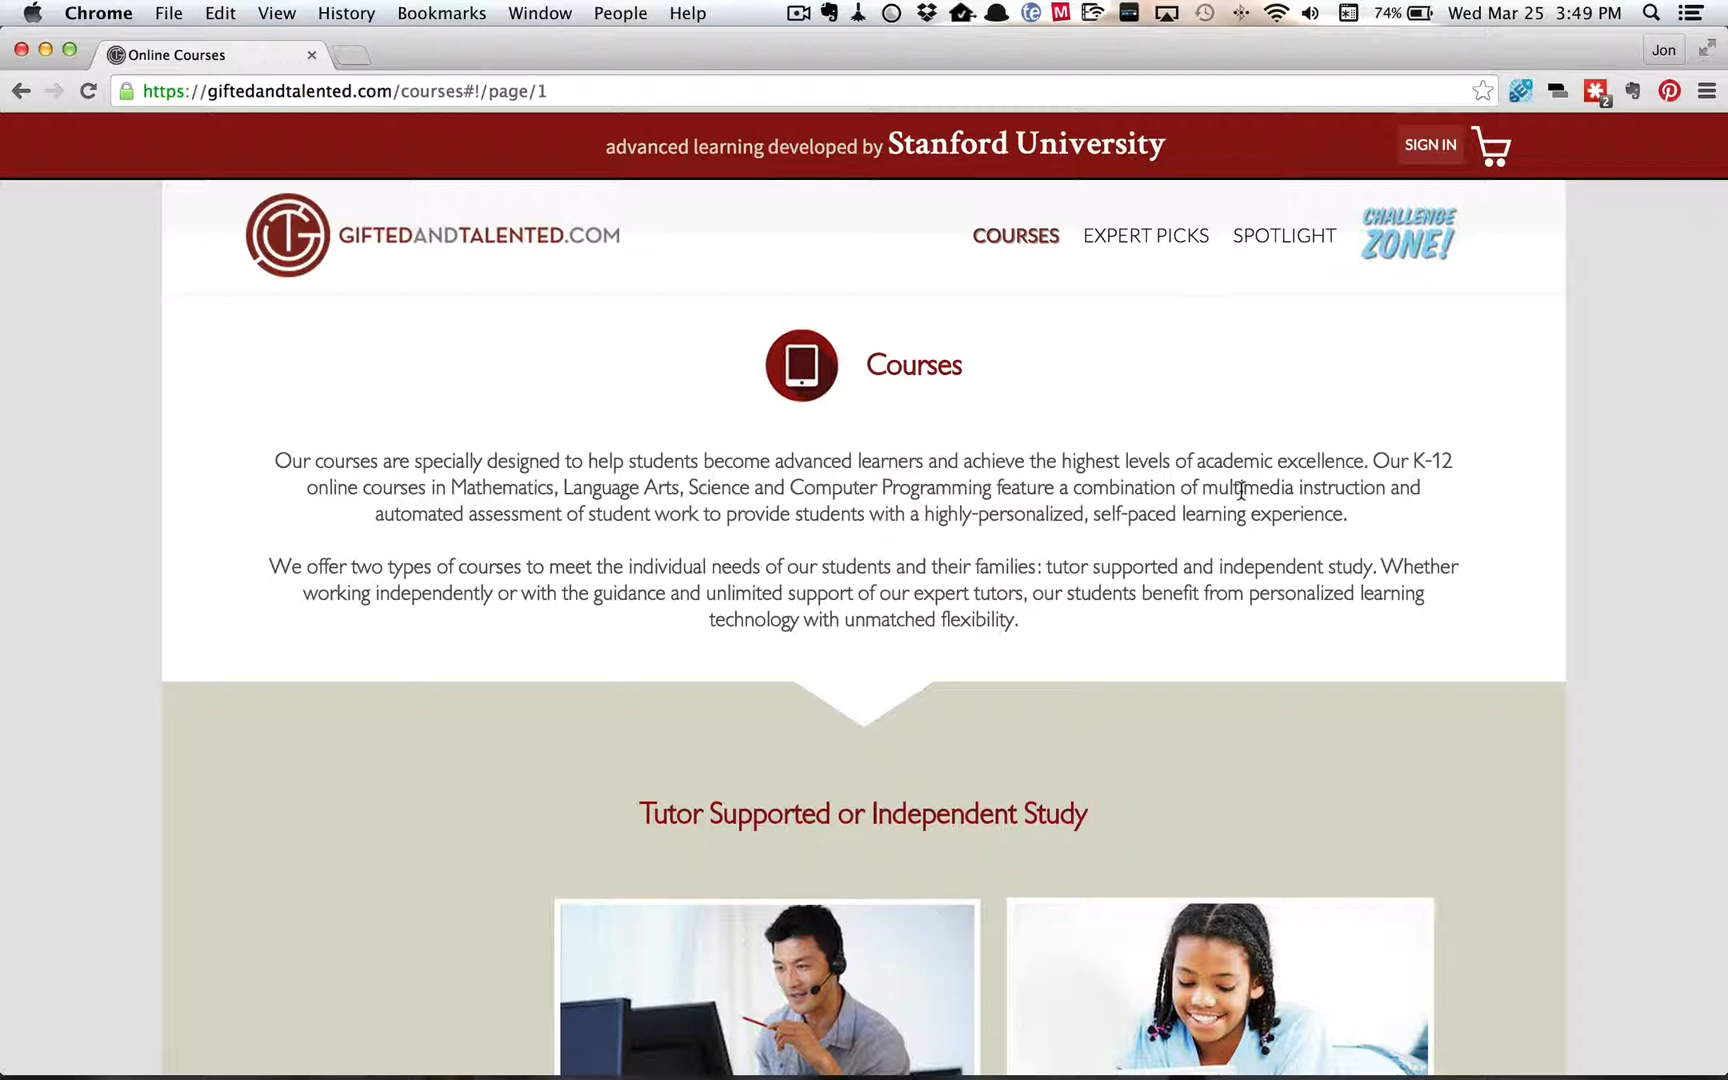 Chrome File Edit View History Bookmarks Window People Help te M 74% Wed Mar 25 3:49 PM
Online Courses Jon
https://giftedandtalented.com/courses#!/page/1 2
advanced learning developed by Stanford University SIGN IN
GIFTEDANDTALENTED.COM COURSES EXPERT PICKS SPOTLIGHT CHALLENGE ZONE!
Courses
Our courses are specially designed to help students become advanced learners and achieve the highest levels of academic excellence. Our K-12
online courses in Mathematics, Language Arts, Science and Computer Programming feature a combination of multimedia instruction and
automated assessment of student work to provide students with a highly-personalized, self-paced learning experience.
We offer two types of courses to meet the individual needs of our students and their families: tutor supported and independent study. Whether
working independently or with the guidance and unlimited support of our expert tutors, our students benefit from personalized learning
technology with unmatched flexibility.
Tutor Supported or Independent Study